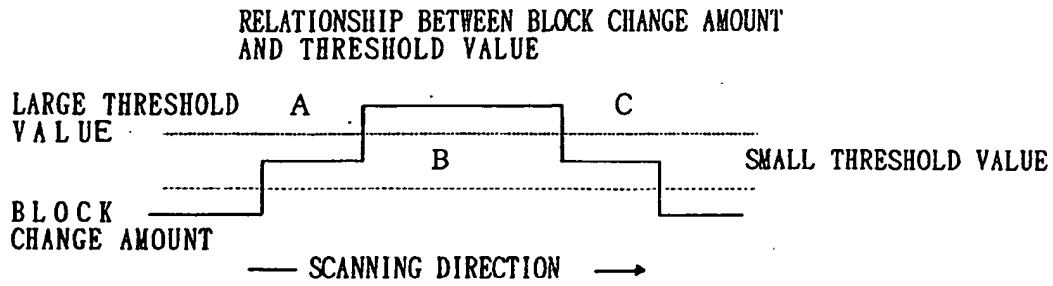 RELATIONSHIP BETWEEN BLOCK CHANGE AMOUNT
AND THRESHOLD VALUE
LARGE THRESHOLD
VALUE
A
C
B
SMALL THRESHOLD VALUE
BLOCK
CHANGE AMOUNT
SCANNING DIRECTION